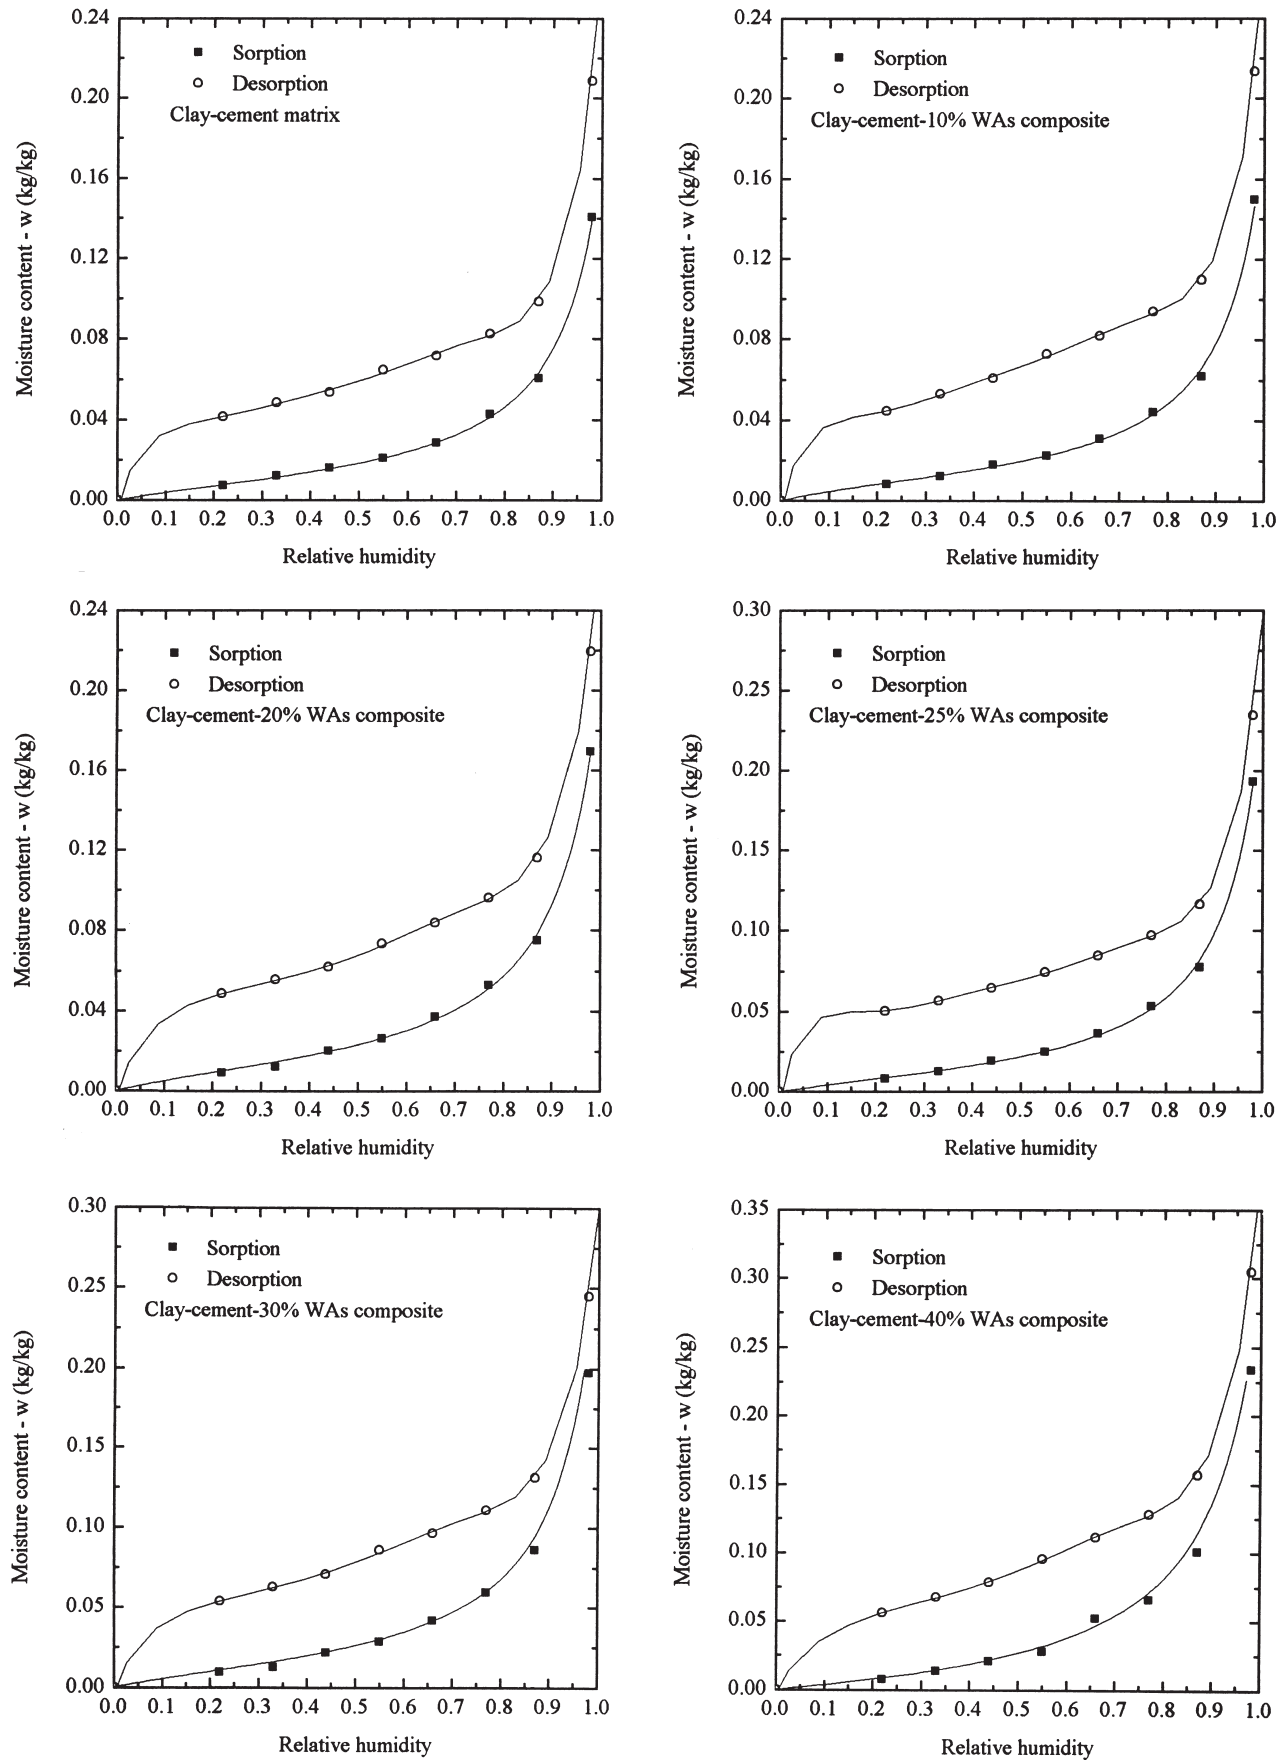 0.24
0.20
0.16
0.12
0.08
0.04
0.00
Moisture content - w (kg/kg)
Sorption
Desorption
Clay-cement matrix
0.0 0.1 0.2 0.3 0.4 0.5 0.6 0.7 0.8 0.9 1.0
Relative humidity
0.24
0.20
0.16
0.12
0.08
0.04
0.00
Moisture content - w (kg/kg)
Sorption
Desorption
Clay-cement-10% WAs composite
0.0 0.1 0.2 0.3 0.4 0.5 0.6 0.7 0.8 0.9 1.0
Relative humidity
0.24
0.20
0.16
0.12
0.08
0.04
0.00
Moisture content - w (kg/kg)
Sorption
Desorption
Clay-cement-20% WAs composite
0.0 0.1 0.2 0.3 0.4 0.5 0.6 0.7 0.8 0.9 1.0
Relative humidity
0.30
0.25
0.20
0.15
0.10
0.05
0.00
Moisture content - w (kg/kg)
Sorption
Desorption
Clay-cement-25% WAs composite
0.0 0.1 0.2 0.3 0.4 0.5 0.6 0.7 0.8 0.9 1.0
Relative humidity
0.30
0.25
0.20
0.15
0.10
0.05
0.00
Moisture content - w (kg/kg)
Sorption
Desorption
Clay-cement-30% WAs composite
0.0 0.1 0.2 0.3 0.4 0.5 0.6 0.7 0.8 0.9 1.0
Relative humidity
0.35
0.30
0.25
0.20
0.15
0.10
0.05
0.00
Moisture content - w (kg/kg)
Sorption
Desorption
Clay-cement-40% WAs composite
0.0 0.1 0.2 0.3 0.4 0.5 0.6 0.7 0.8 0.9 1.0
Relative humidity